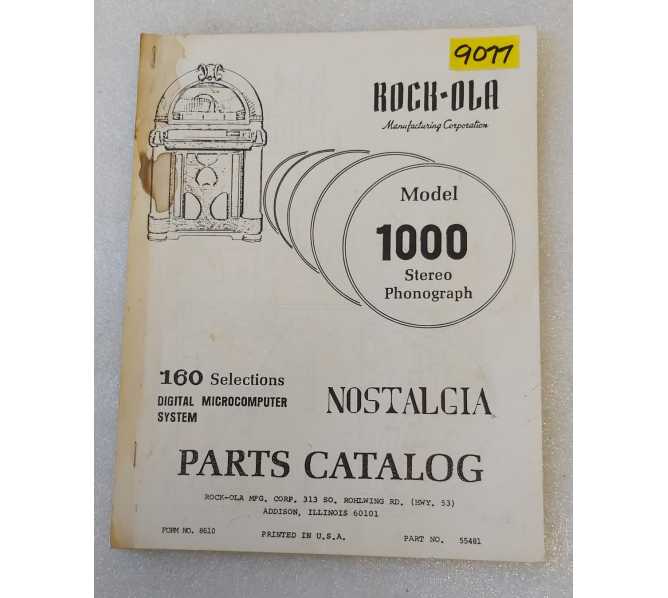 9077
ROCK-OLA
Manufacturing Corporation
Model
1000
Stereo
Phonograph
160 Selections
DIGITAL MICROCOMPUTER
SYSTEM
NOSTALGIA
PARTS CATALOG
ROCK-OLA MFG. CORP. 313 SO. ROHLWING RD. (HWY. 53)
ADDISON, ILLINOIS 60101
FORM NO. 8610
PRINTED IN U.S.A.
PART NO. 55481